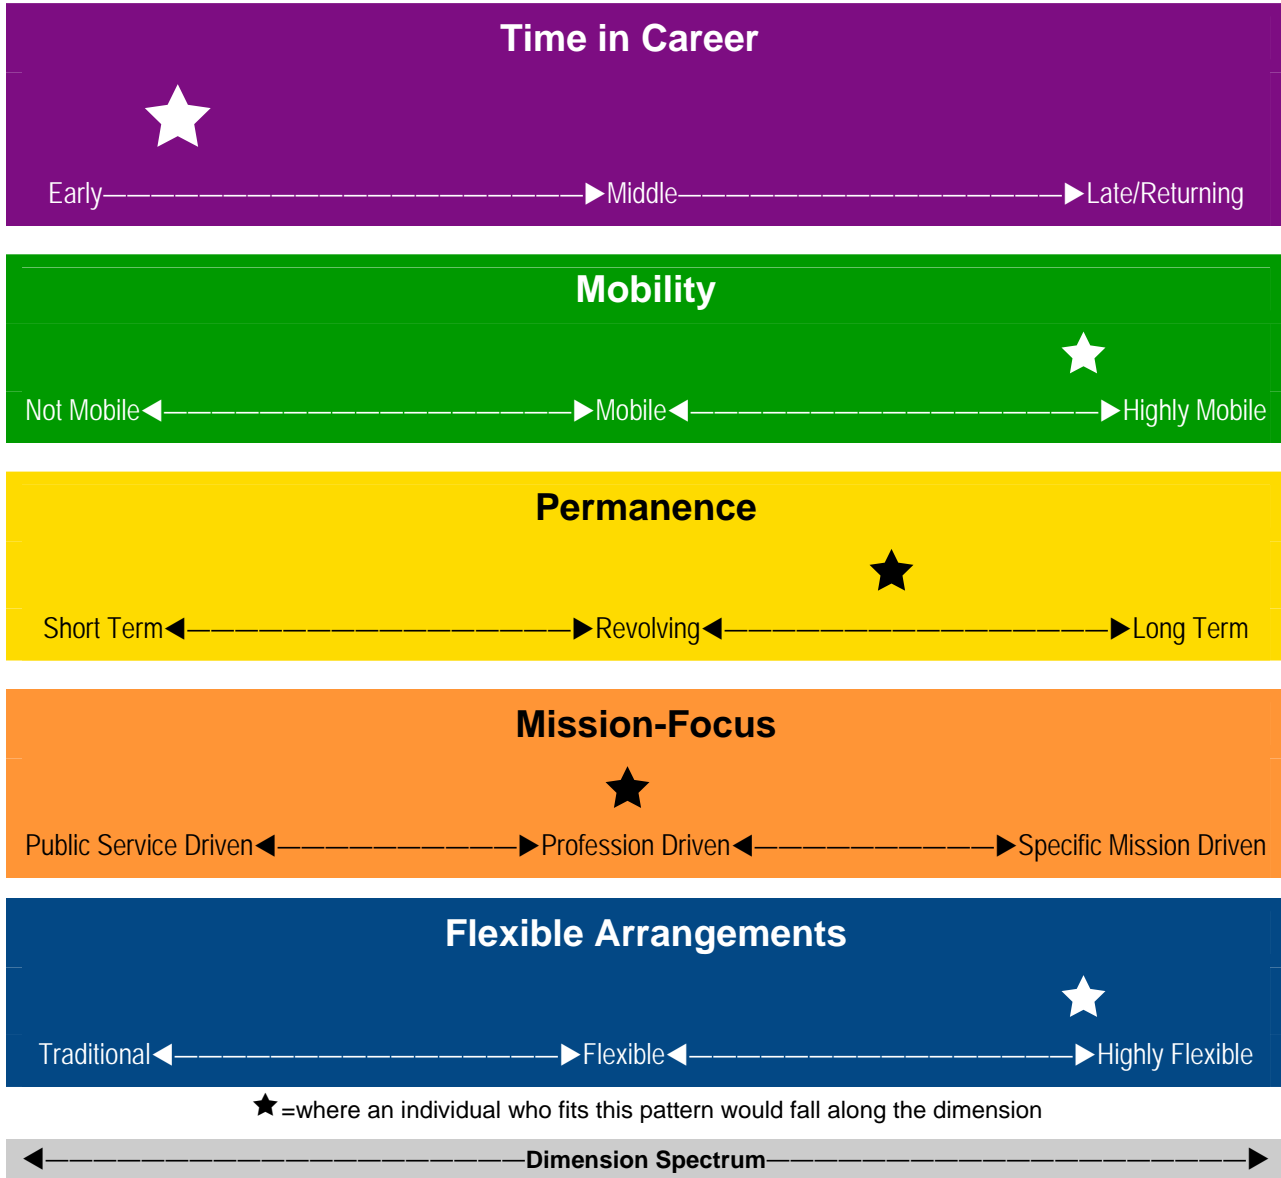 Time in Career
Early————————————————————▶Middle————————————————▶Late/Returning
Mobility
Not Mobile◀—————————————————▶Mobile◀—————————————————▶Highly Mobile
Permanence
Short Term◀————————————————▶Revolving◀————————————————▶Long Term
Mission-Focus
Public Service Driven◀——————————▶Profession Driven◀——————————▶Specific Mission Driven
Flexible Arrangements
Traditional◀————————————————▶Flexible◀————————————————▶Highly Flexible
★=where an individual who fits this pattern would fall along the dimension
◀————————————————————Dimension Spectrum————————————————————▶